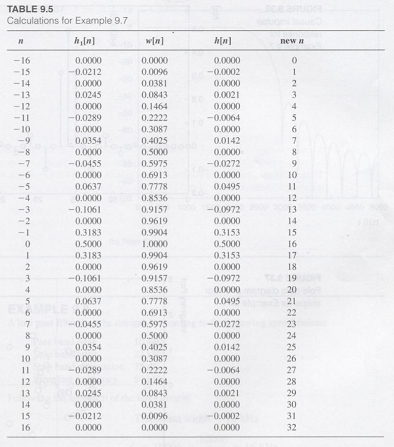 TABLE 9.5
Calculations for Example 9.7
n h₁[n] w[n] h[n] new n
−16 0.0000 0.0000 0.0000 0
−15 −0.0212 0.0096 −0.0002 1
−14 0.0000 0.0381 0.0000 2
−13 0.0245 0.0843 0.0021 3
−12 0.0000 0.1464 0.0000 4
−11 −0.0289 0.2222 −0.0064 5
−10 0.0000 0.3087 0.0000 6
−9 0.0354 0.4025 0.0142 7
−8 0.0000 0.5000 0.0000 8
−7 −0.0455 0.5975 −0.0272 9
−6 0.0000 0.6913 0.0000 10
−5 0.0637 0.7778 0.0495 11
−4 0.0000 0.8536 0.0000 12
−3 −0.1061 0.9157 −0.0972 13
−2 0.0000 0.9619 0.0000 14
−1 0.3183 0.9904 0.3153 15
0 0.5000 1.0000 0.5000 16
1 0.3183 0.9904 0.3153 17
2 0.0000 0.9619 0.0000 18
3 −0.1061 0.9157 −0.0972 19
4 0.0000 0.8536 0.0000 20
5 0.0637 0.7778 0.0495 21
6 0.0000 0.6913 0.0000 22
7 −0.0455 0.5975 −0.0272 23
8 0.0000 0.5000 0.0000 24
9 0.0354 0.4025 0.0142 25
10 0.0000 0.3087 0.0000 26
11 −0.0289 0.2222 −0.0064 27
12 0.0000 0.1464 0.0000 28
13 0.0245 0.0843 0.0021 29
14 0.0000 0.0381 0.0000 30
15 −0.0212 0.0096 −0.0002 31
16 0.0000 0.0000 0.0000 32